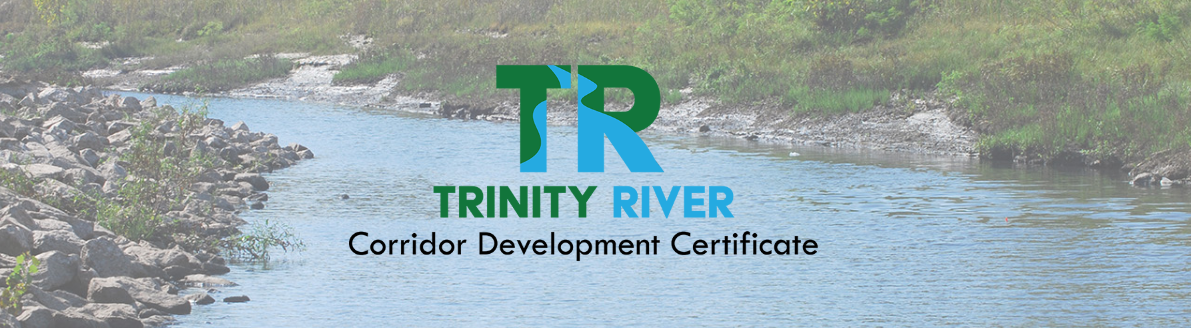 TR
TRINITY RIVER
Corridor Development Certificate